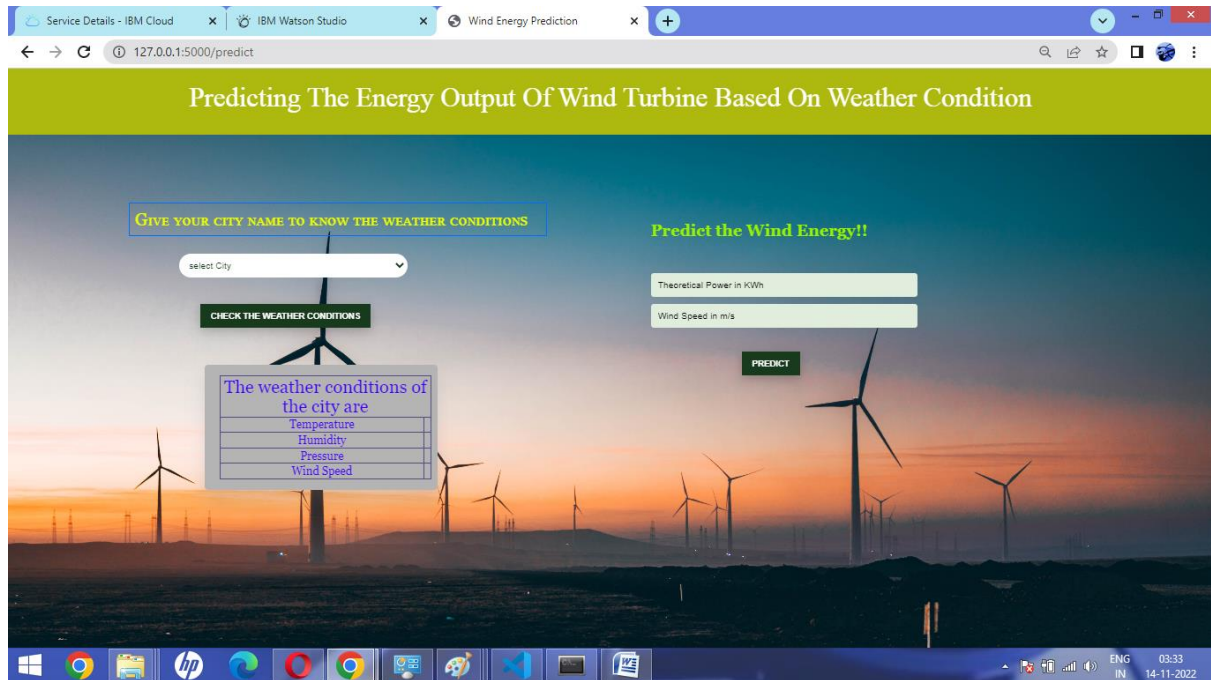 Service Details - IBM Cloud
IBM Watson Studio
Wind Energy Prediction
127.0.0.1:5000/predict
Predicting The Energy Output Of Wind Turbine Based On Weather Condition
Give your city name to know the weather conditions
select City
CHECK THE WEATHER CONDITIONS
The weather conditions of
the city are
Temperature
Humidity
Pressure
Wind Speed
Predict the Wind Energy!!
Theoretical Power in KWh
Wind Speed in m/s
PREDICT
hp
ENG
IN
03:33
14-11-2022